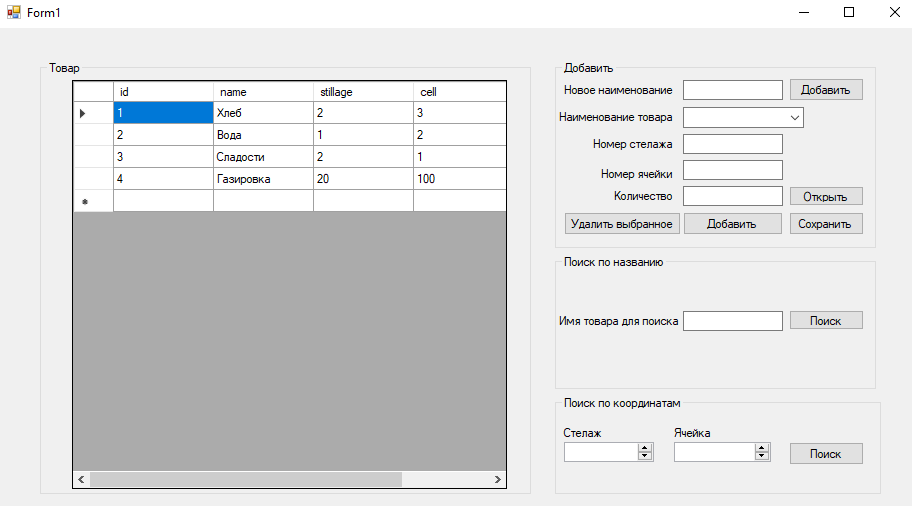 Form1
Товар
id name stillage cell
1 Хлеб 2 3
2 Вода 1 2
3 Сладости 2 1
4 Газировка 20 100
Добавить
Новое наименование Добавить
Наименование товара
Номер стелажа
Номер ячейки
Количество Открыть
Удалить выбранное Добавить Сохранить
Поиск по названию
Имя товара для поиска Поиск
Поиск по координатам
Стелаж Ячейка
Поиск